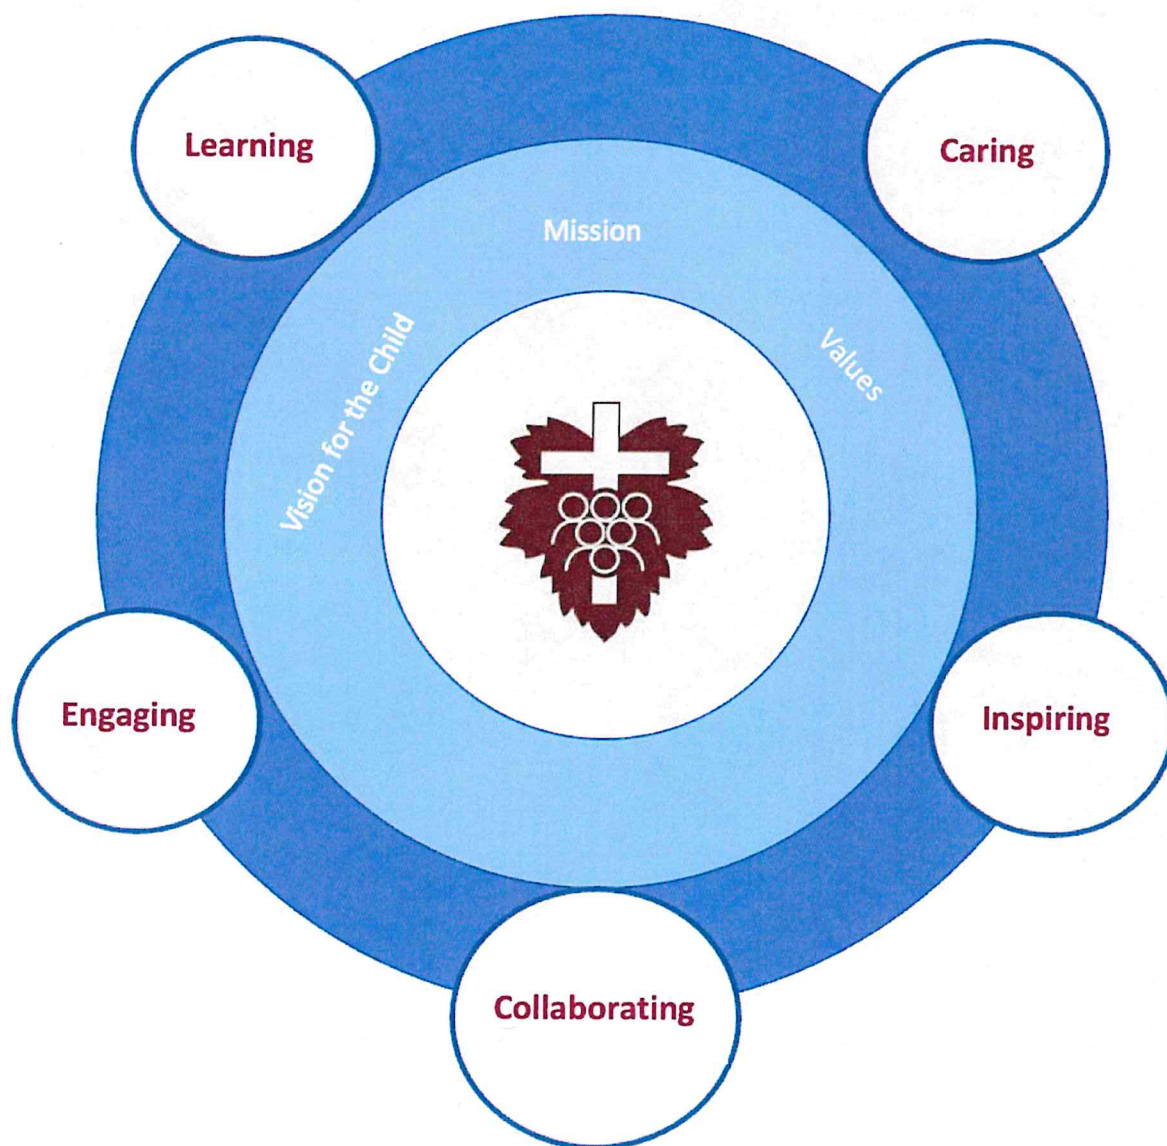 Learning
Caring
Mission
Values
Vision for the Child
Engaging
Inspiring
Collaborating